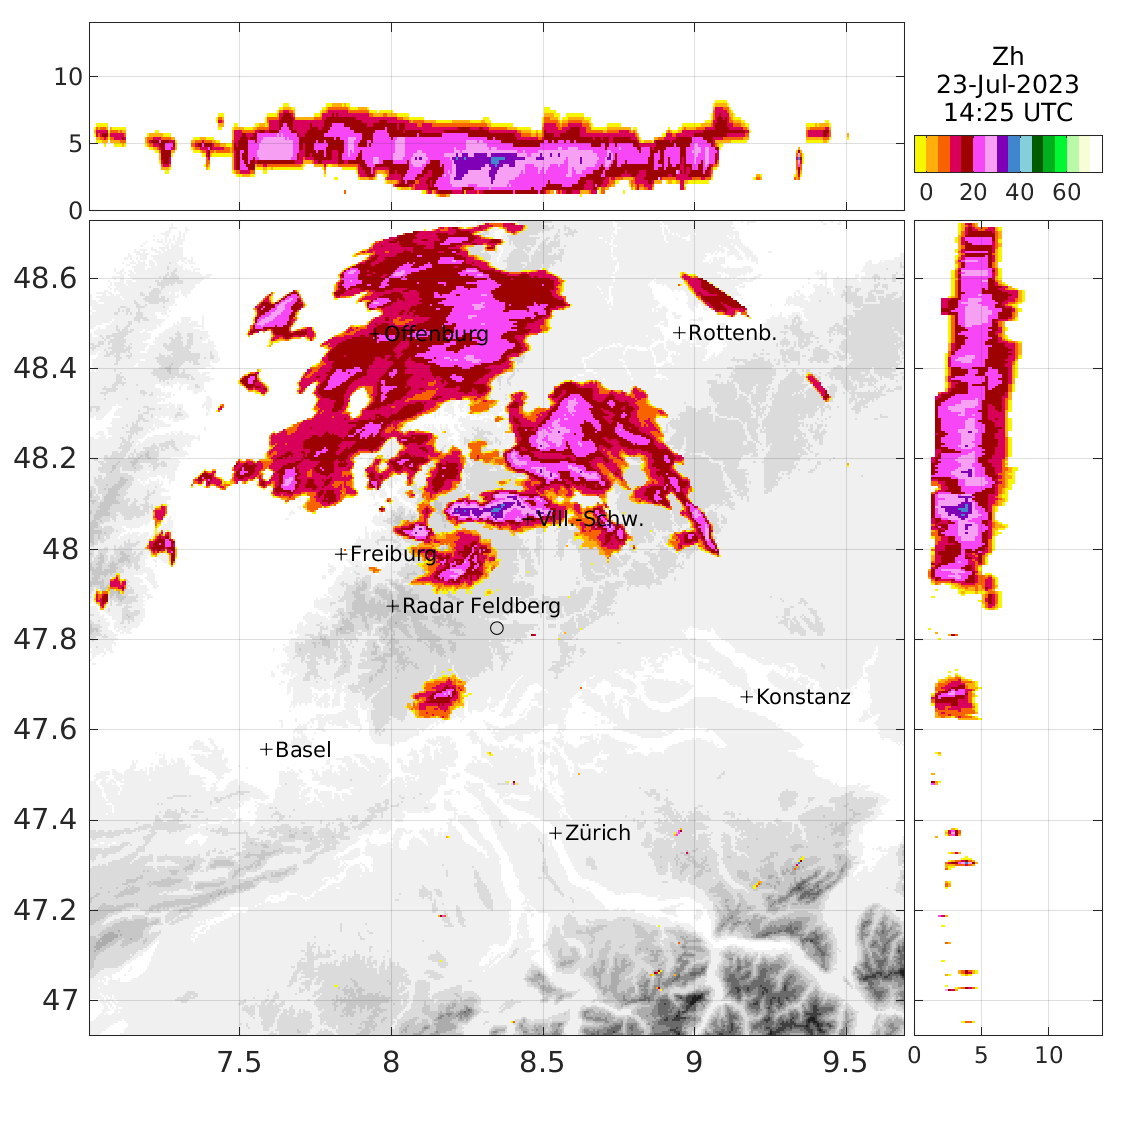 10
5
0
Zh
23-Jul-2023
14:25 UTC
0 20 40 60
48.6
48.4
48.2
48
47.8
47.6
47.4
47.2
47
Offenburg
Rottenb.
Vill.-Schw.
Freiburg
Radar Feldberg
Konstanz
Basel
Zürich
7.5 8 8.5 9 9.5
0 5 10